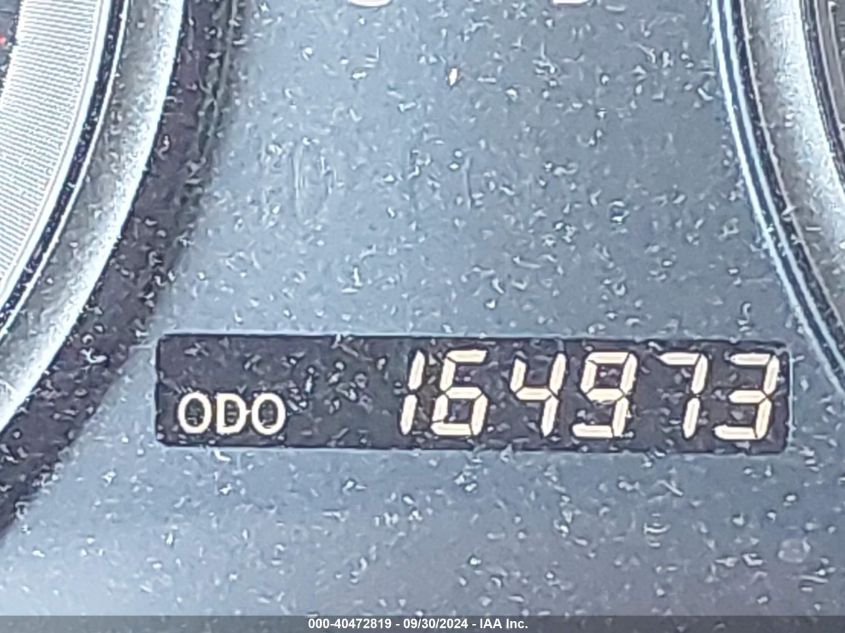 ODO 164973
000-40472819 - 09/30/2024 - IAA Inc.